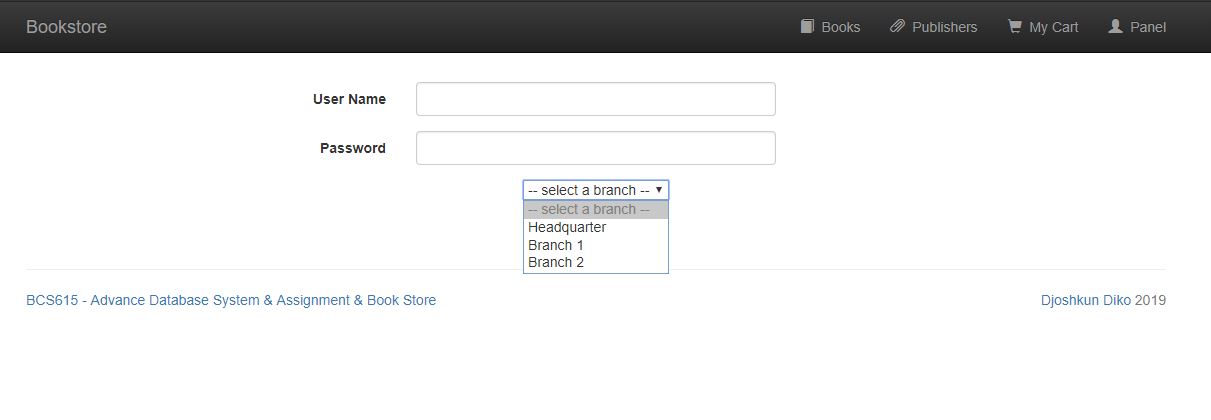 Bookstore Books Publishers My Cart Panel
User Name
Password
-- select a branch --
-- select a branch --
Headquarter
Branch 1
Branch 2
BCS615 - Advance Database System & Assignment & Book Store Djoshkun Diko 2019